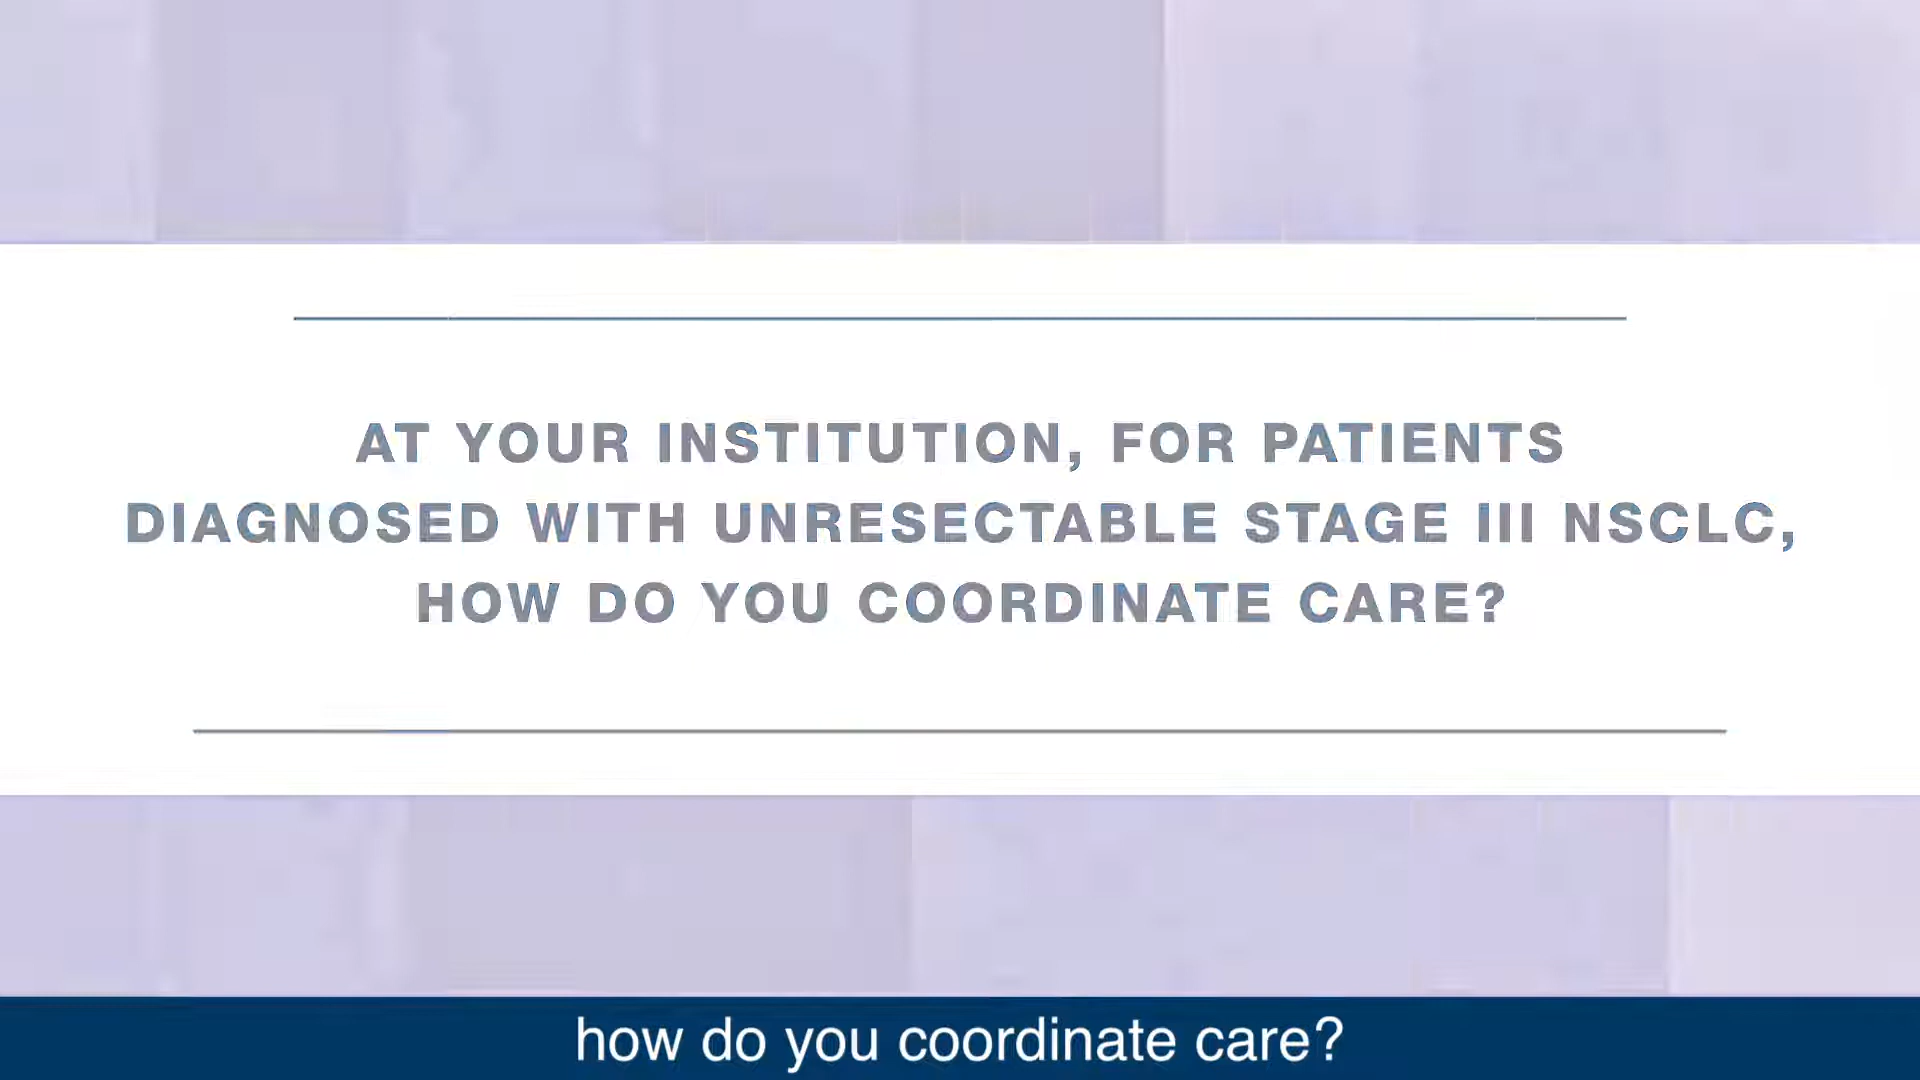 AT YOUR INSTITUTION, FOR PATIENTS
DIAGNOSED WITH UNRESECTABLE STAGE III NSCLC,
HOW DO YOU COORDINATE CARE?
how do you coordinate care?